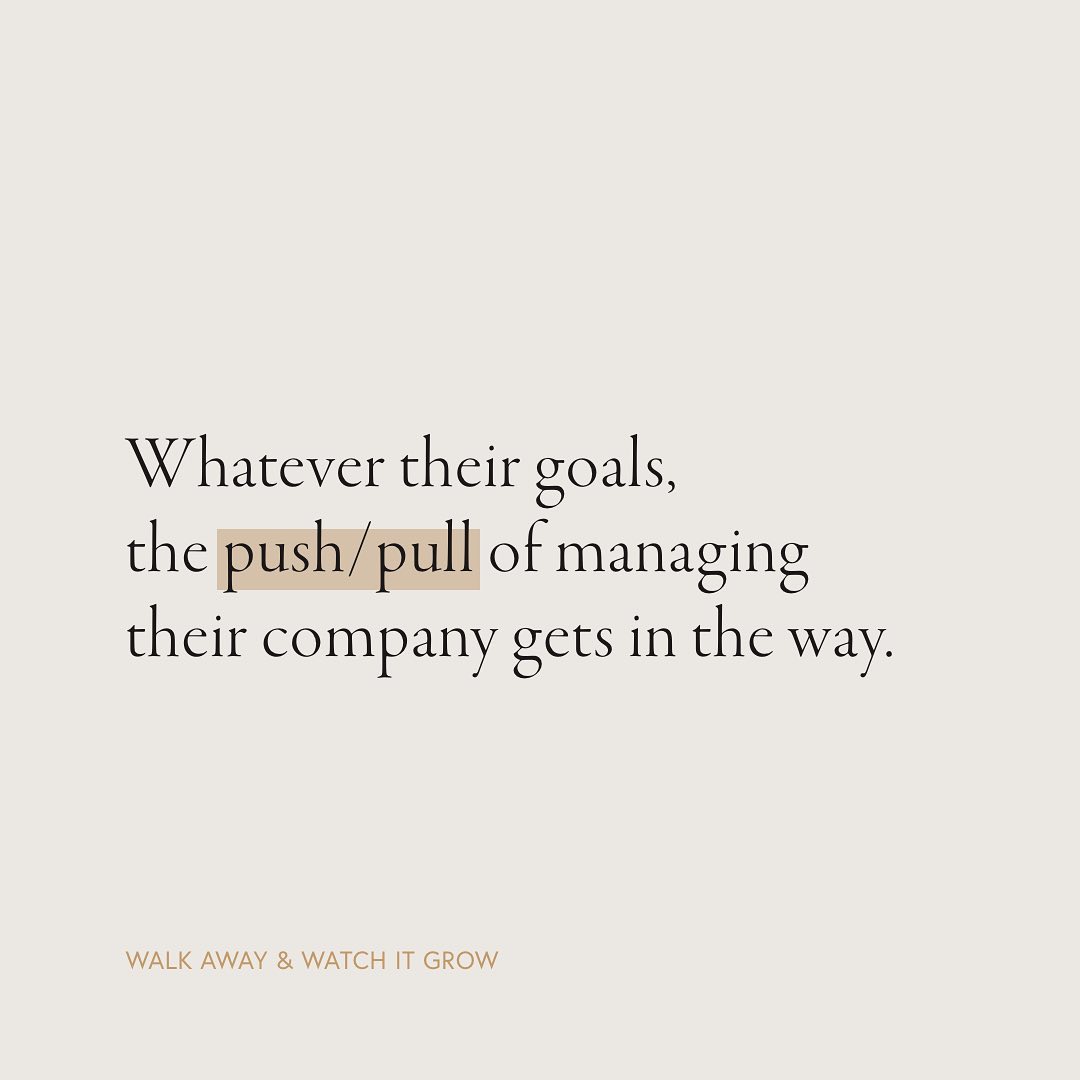 Whatever their goals,
the push/pull of managing
their company gets in the way.
WALK AWAY & WATCH IT GROW